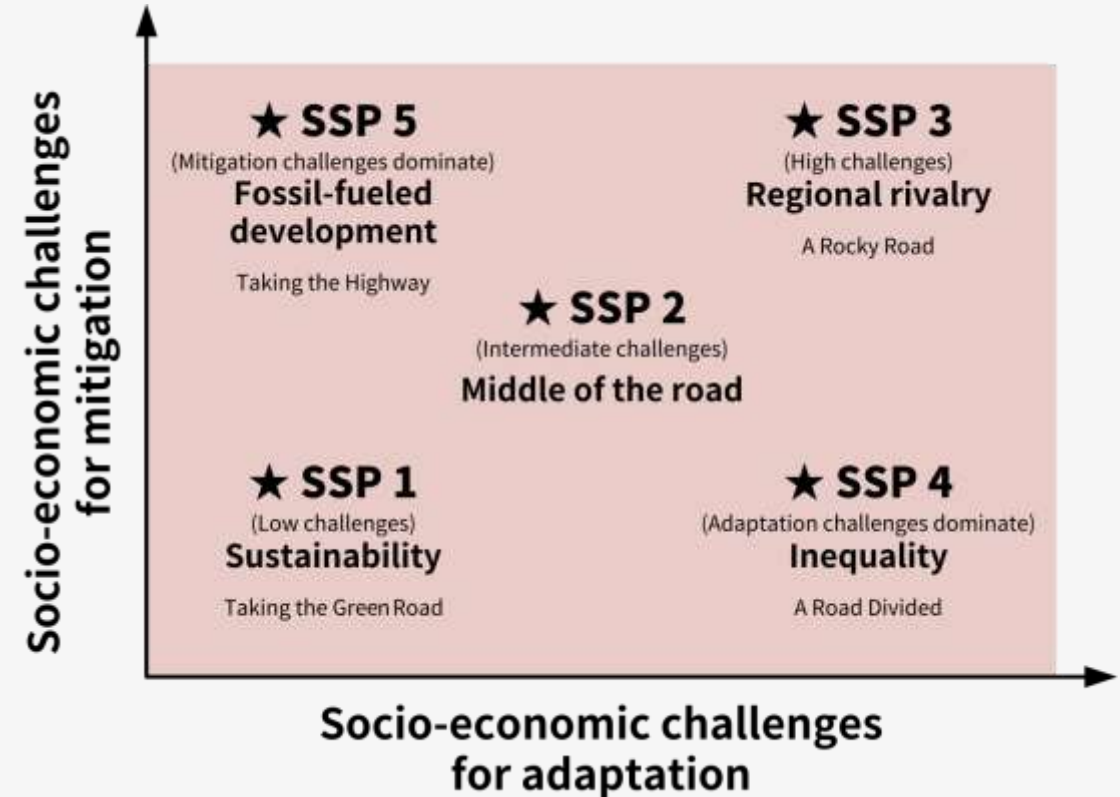 Socio-economic challenges
for mitigation
★ SSP 5
(Mitigation challenges dominate)
Fossil-fueled
development
Taking the Highway
★ SSP 3
(High challenges)
Regional rivalry
A Rocky Road
★ SSP 2
(Intermediate challenges)
Middle of the road
★ SSP 1
(Low challenges)
Sustainability
Taking the Green Road
★ SSP 4
(Adaptation challenges dominate)
Inequality
A Road Divided
Socio-economic challenges
for adaptation